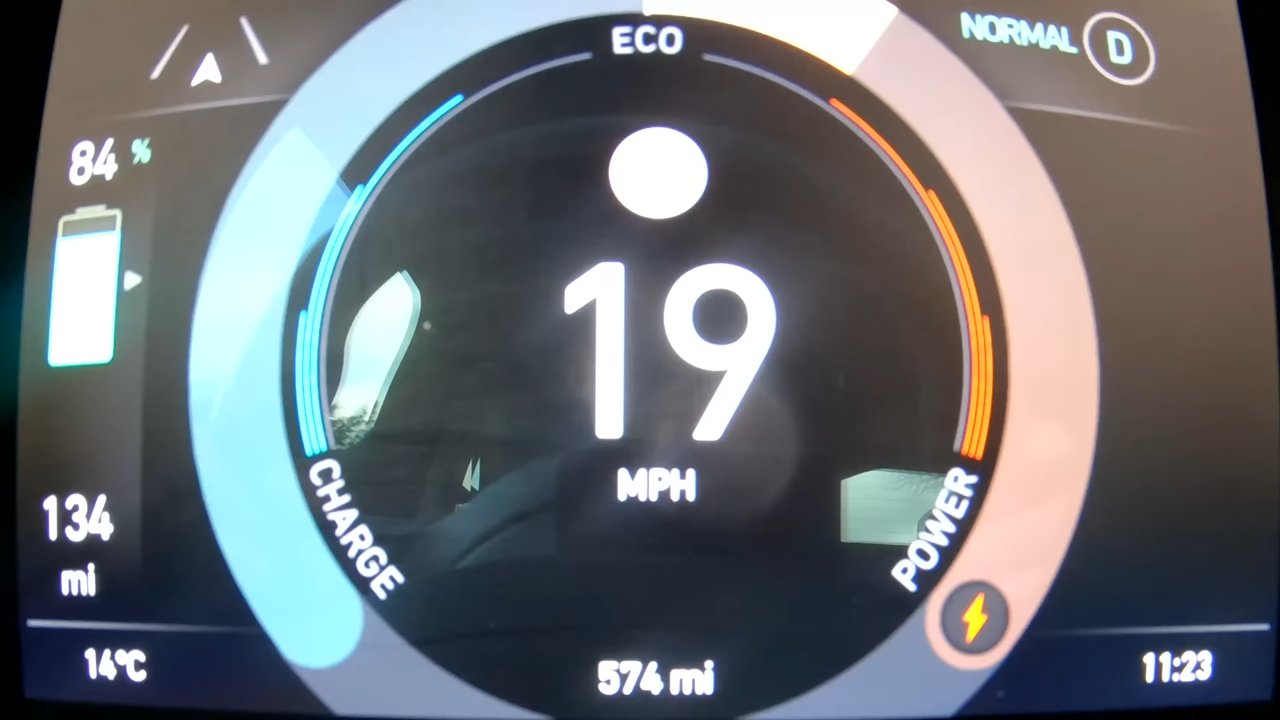 ECO
NORMAL D
84 %
19
MPH
134
mi
CHARGE
POWER
14°C
574 mi
11:23